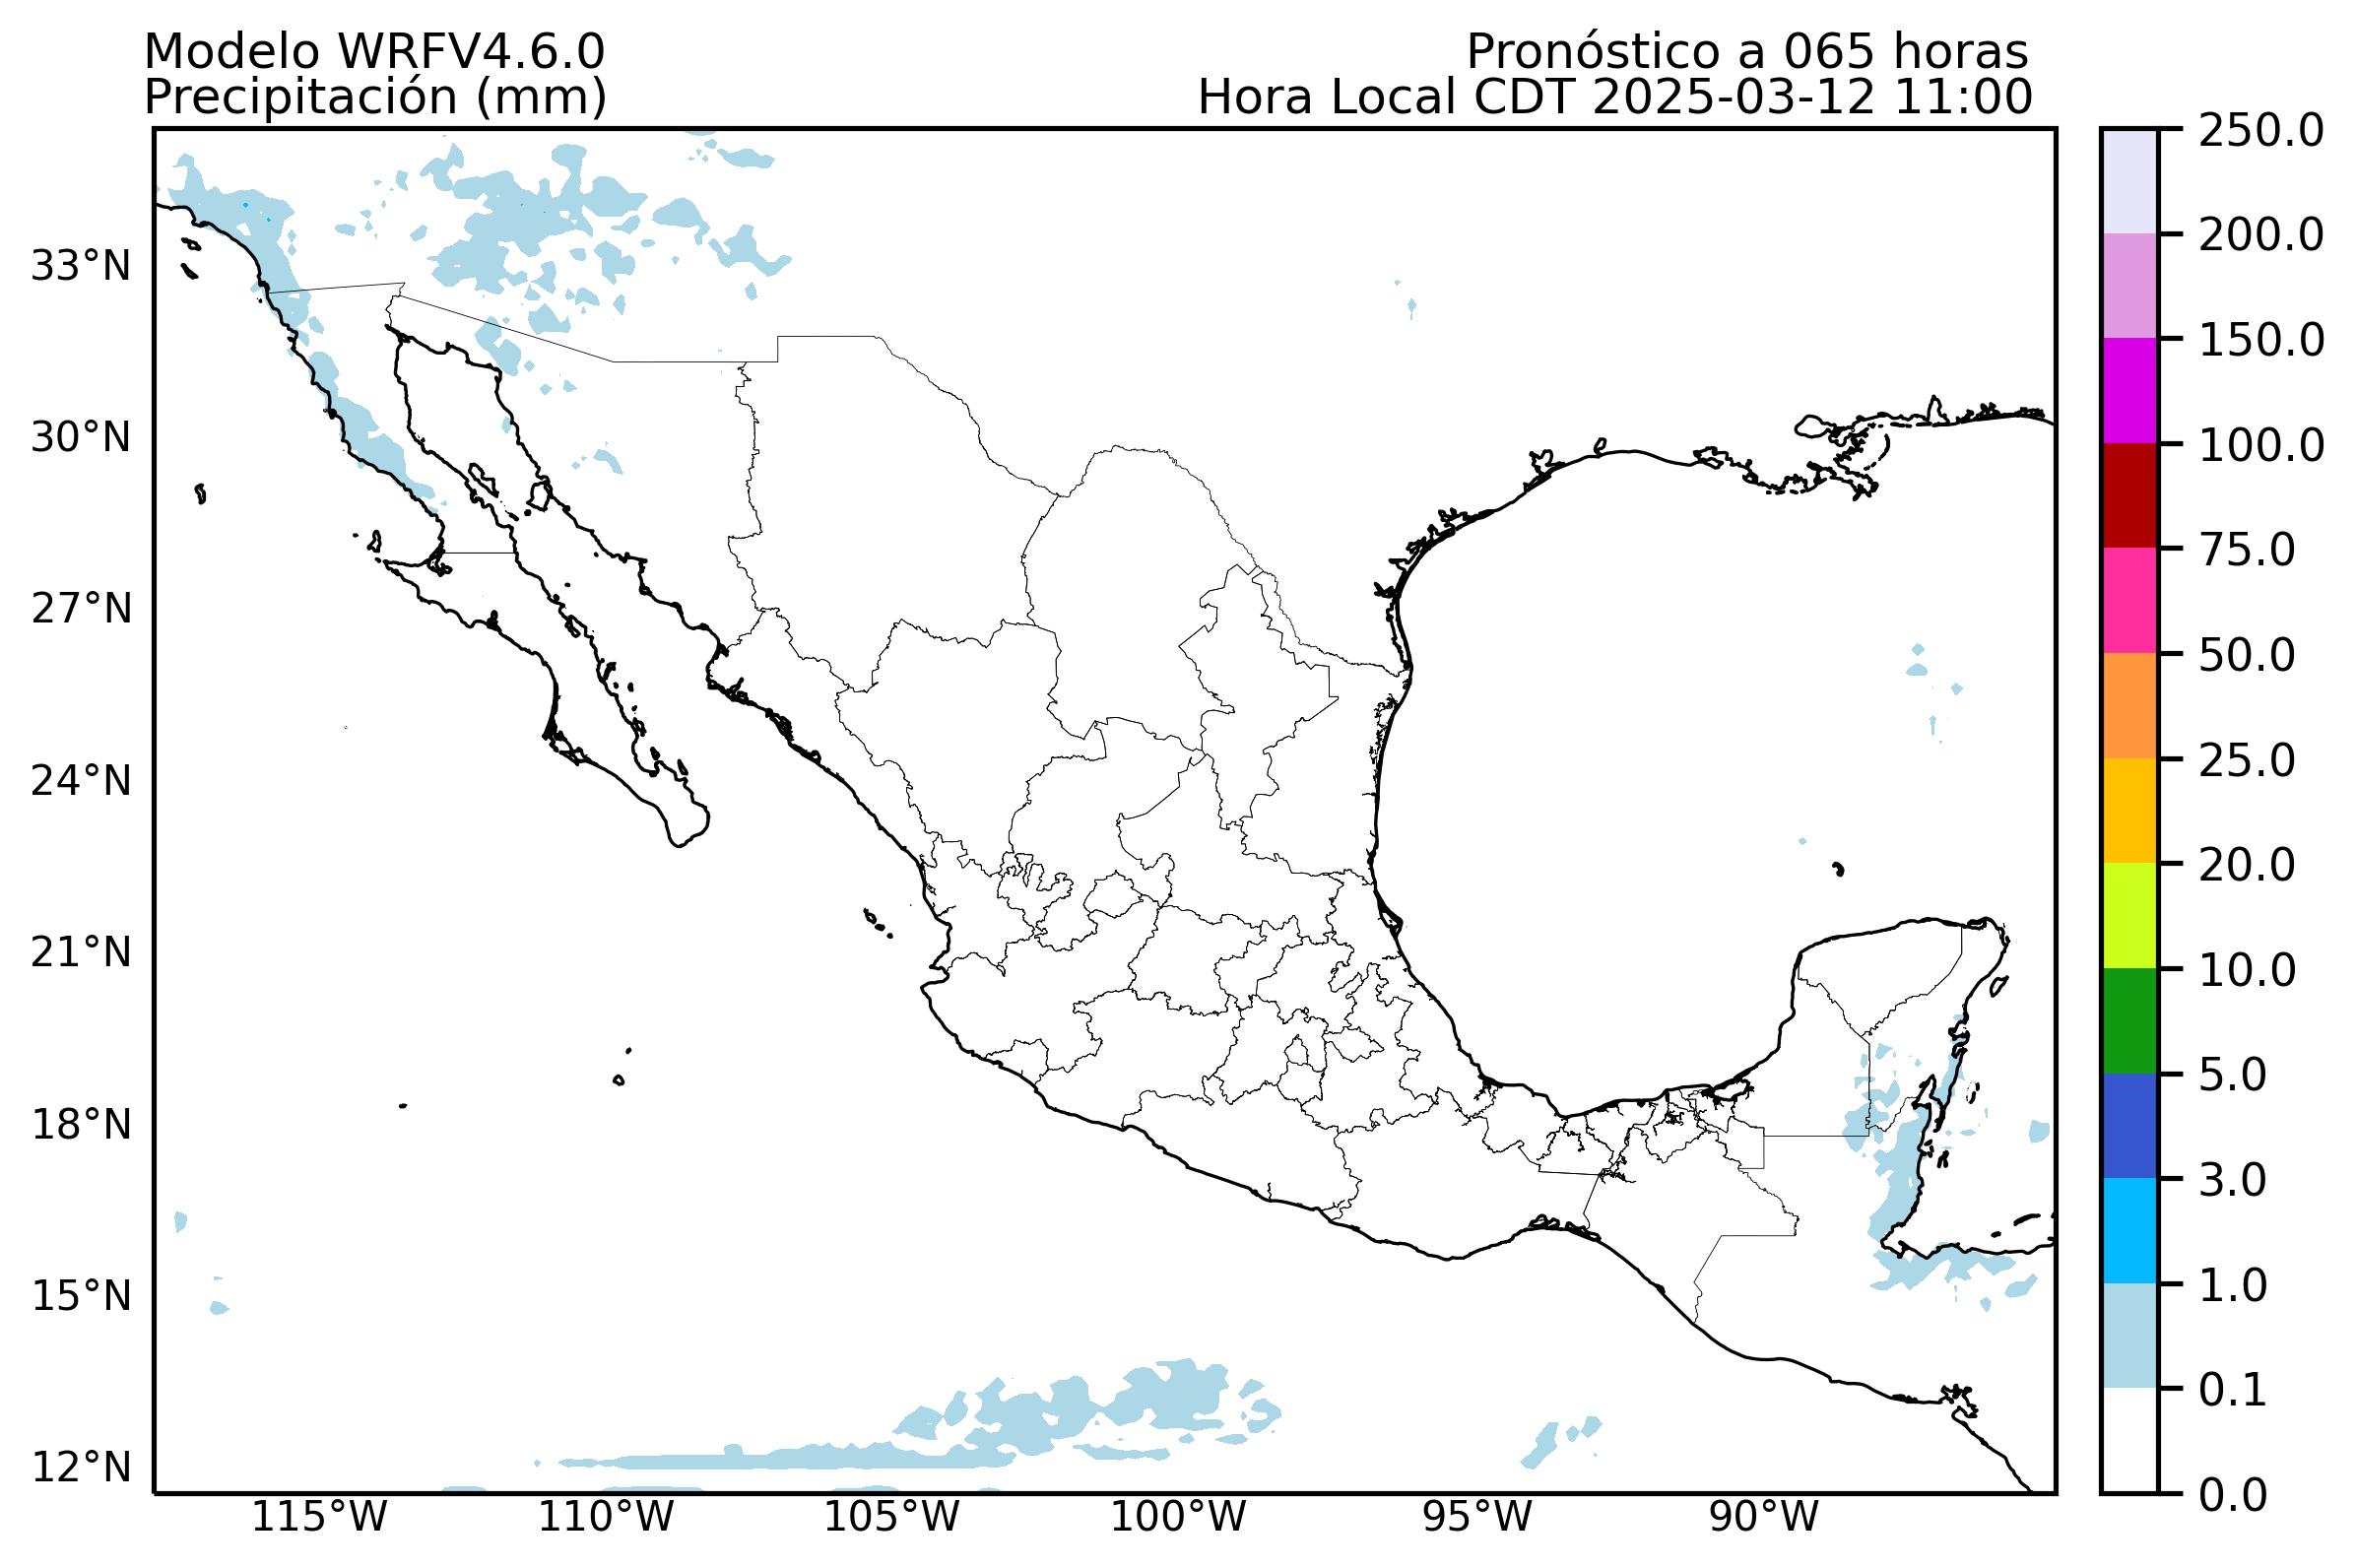 Modelo WRFV4.6.0
Precipitación (mm)
Pronóstico a 065 horas
Hora Local CDT 2025-03-12 11:00
33°N
30°N
27°N
24°N
21°N
18°N
15°N
12°N
115°W
110°W
105°W
100°W
95°W
90°W
250.0
200.0
150.0
100.0
75.0
50.0
25.0
20.0
10.0
5.0
3.0
1.0
0.1
0.0